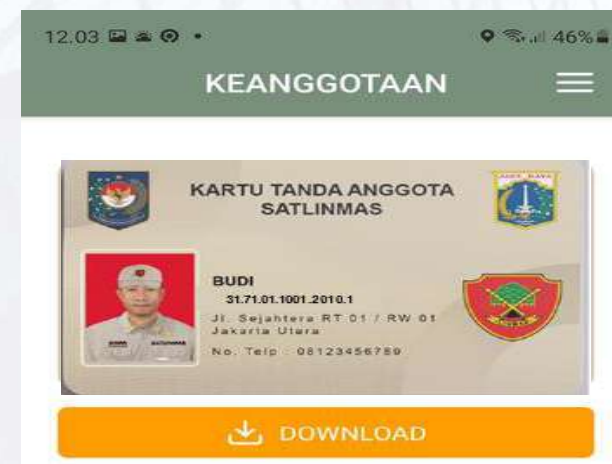 12.03
46%
KEANGGOTAAN
KARTU TANDA ANGGOTA
SATLINMAS
BUDI
31.71.01.1001.2010.1
Jl. Sejahtera RT 01 / RW 01
Jakarta Utara
No. Telp : 08123456789
DOWNLOAD